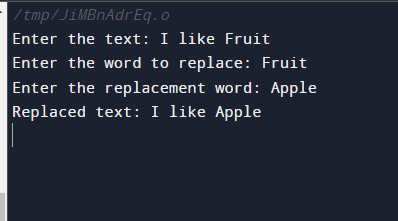 /tmp/JiMBnAdrEq.o
Enter the text: I like Fruit
Enter the word to replace: Fruit
Enter the replacement word: Apple
Replaced text: I like Apple